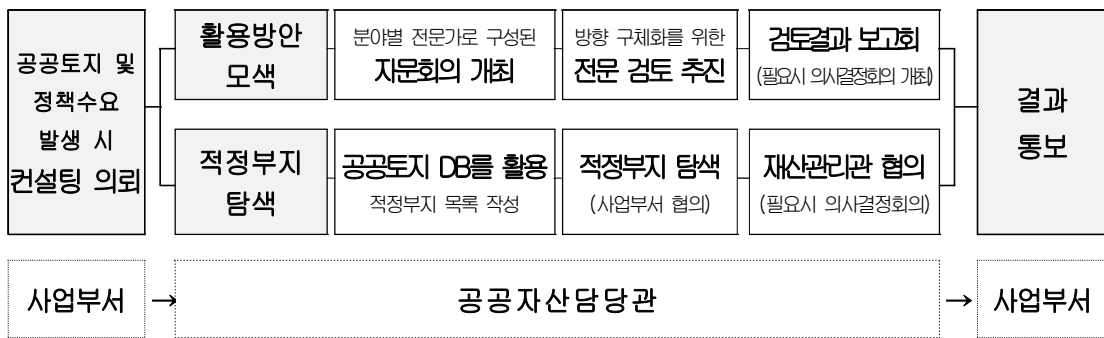 공공토지 및
정책수요
발생 시
컨설팅 의뢰
활용방안
모색
분야별 전문가로 구성된
자문회의 개최
방향 구체화를 위한
전문 검토 추진
검토결과 보고회
(필요시 의사결정회의 개최)
적정부지
탐색
공공토지 DB를 활용
적정부지 목록 작성
적정부지 탐색
(사업부서 협의)
재산관리관 협의
(필요시 의사결정회의)
결과
통보
사업부서 → 공공자산담당관 → 사업부서